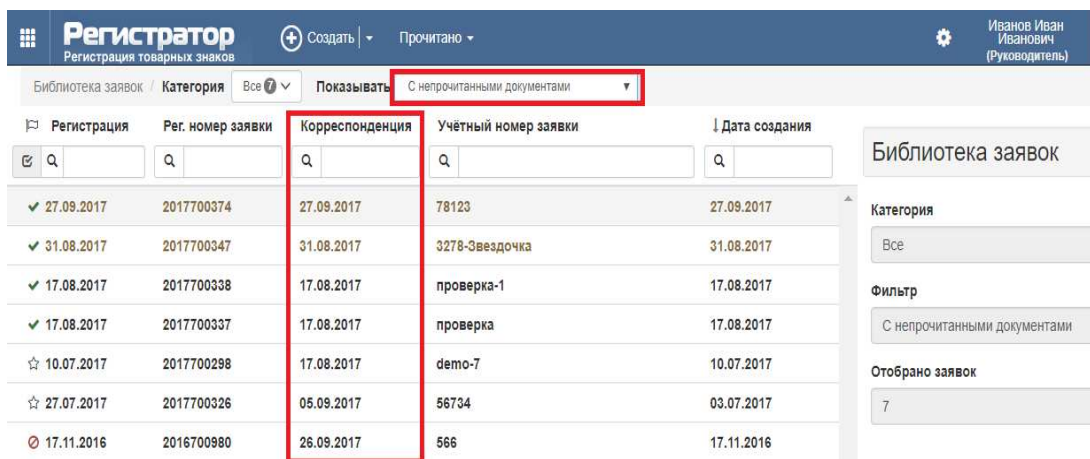 Регистратор
Регистрация товарных знаков
Создать
Прочитано
Иванов Иван
Иванович
(Руководитель)
Библиотека заявок / Категория Все 7 Показывать С непрочитанными документами
Регистрация Рег. номер заявки Корреспонденция Учётный номер заявки ↓ Дата создания
27.09.2017 2017700374 27.09.2017 78123 27.09.2017
31.08.2017 2017700347 31.08.2017 3278-Звездочка 31.08.2017
17.08.2017 2017700338 17.08.2017 проверка-1 17.08.2017
17.08.2017 2017700337 17.08.2017 проверка 17.08.2017
10.07.2017 2017700298 17.08.2017 demo-7 10.07.2017
27.07.2017 2017700326 05.09.2017 56734 03.07.2017
17.11.2016 2016700980 26.09.2017 566 17.11.2016
Библиотека заявок
Категория
Все
Фильтр
С непрочитанными документами
Отобрано заявок
7